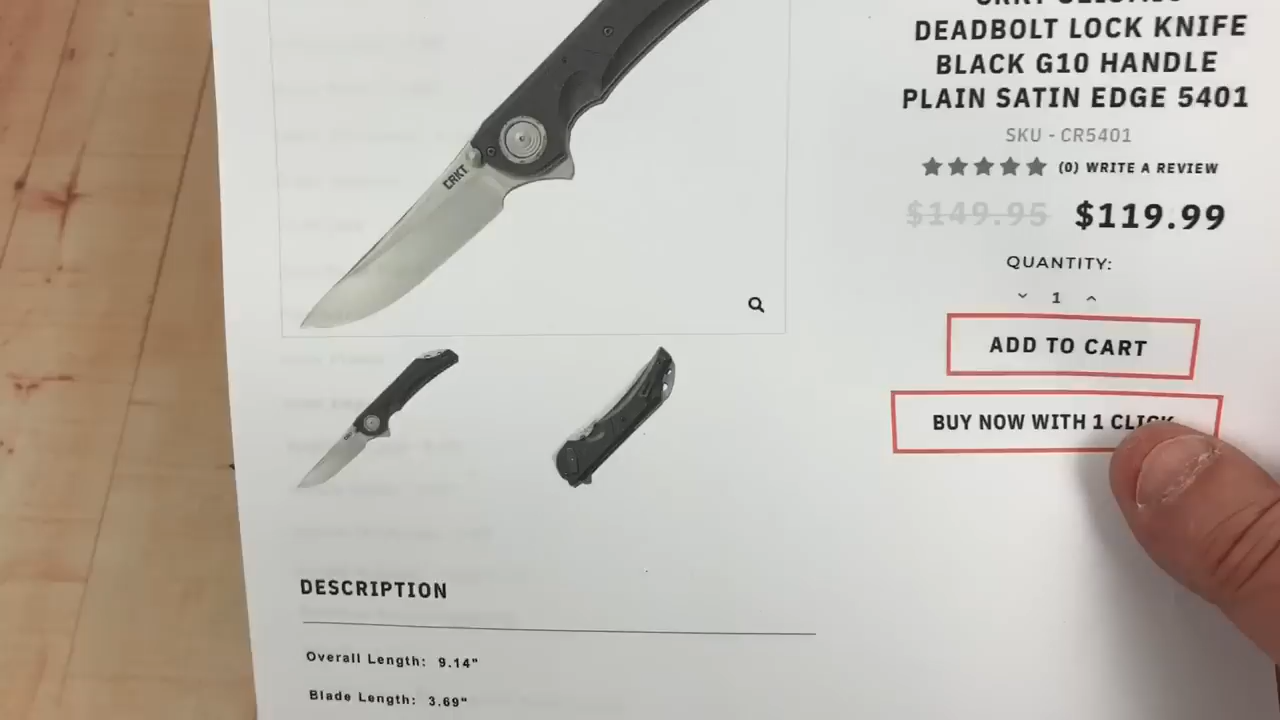 CRKT
DEADBOLT LOCK KNIFE
BLACK G10 HANDLE
PLAIN SATIN EDGE 5401
SKU - CR5401
(0) WRITE A REVIEW
$149.95 $119.99
QUANTITY:
1
ADD TO CART
BUY NOW WITH 1 CLICK
CRKT
DESCRIPTION
Overall Length: 9.14"
Blade Length: 3.69"